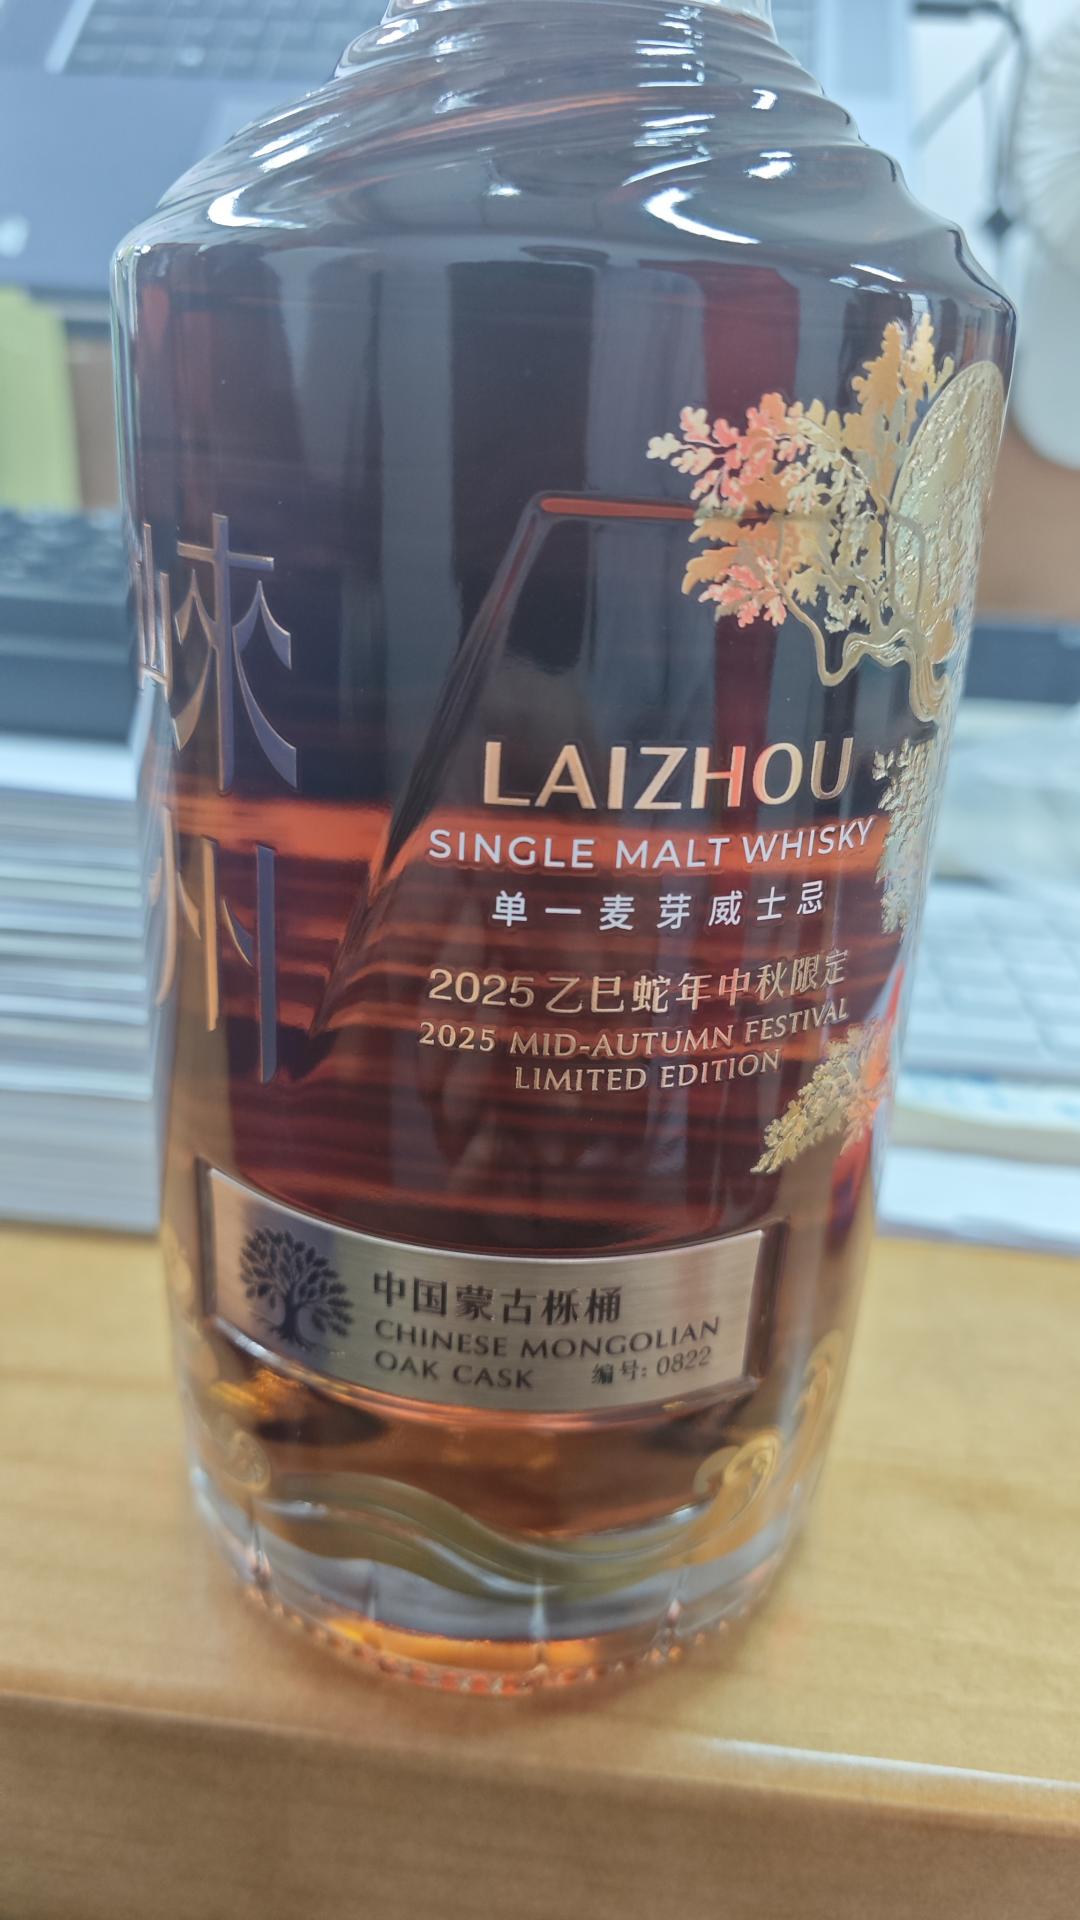 崃
州
LAIZHOU
SINGLE MALT WHISKY
单一麦芽威士忌
2025乙巳蛇年中秋限定
2025 MID-AUTUMN FESTIVAL
LIMITED EDITION
中国蒙古栎桶
CHINESE MONGOLIAN
OAK CASK 编号: 0822